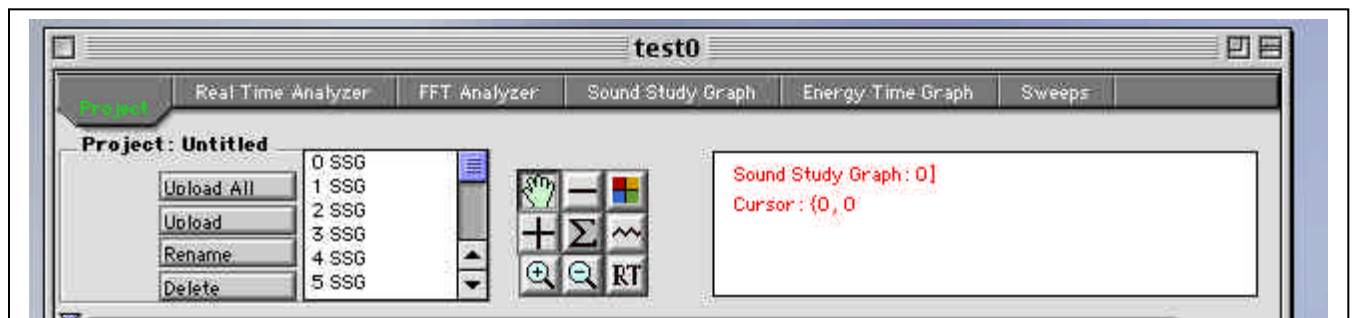 test0
Project Real Time Analyzer FFT Analyzer Sound Study Graph Energy Time Graph Sweeps
Project: Untitled
Upload All
Upload
Rename
Delete
0 SSG
1 SSG
2 SSG
3 SSG
4 SSG
5 SSG
Σ
RT
Sound Study Graph: 0]
Cursor: {0, 0